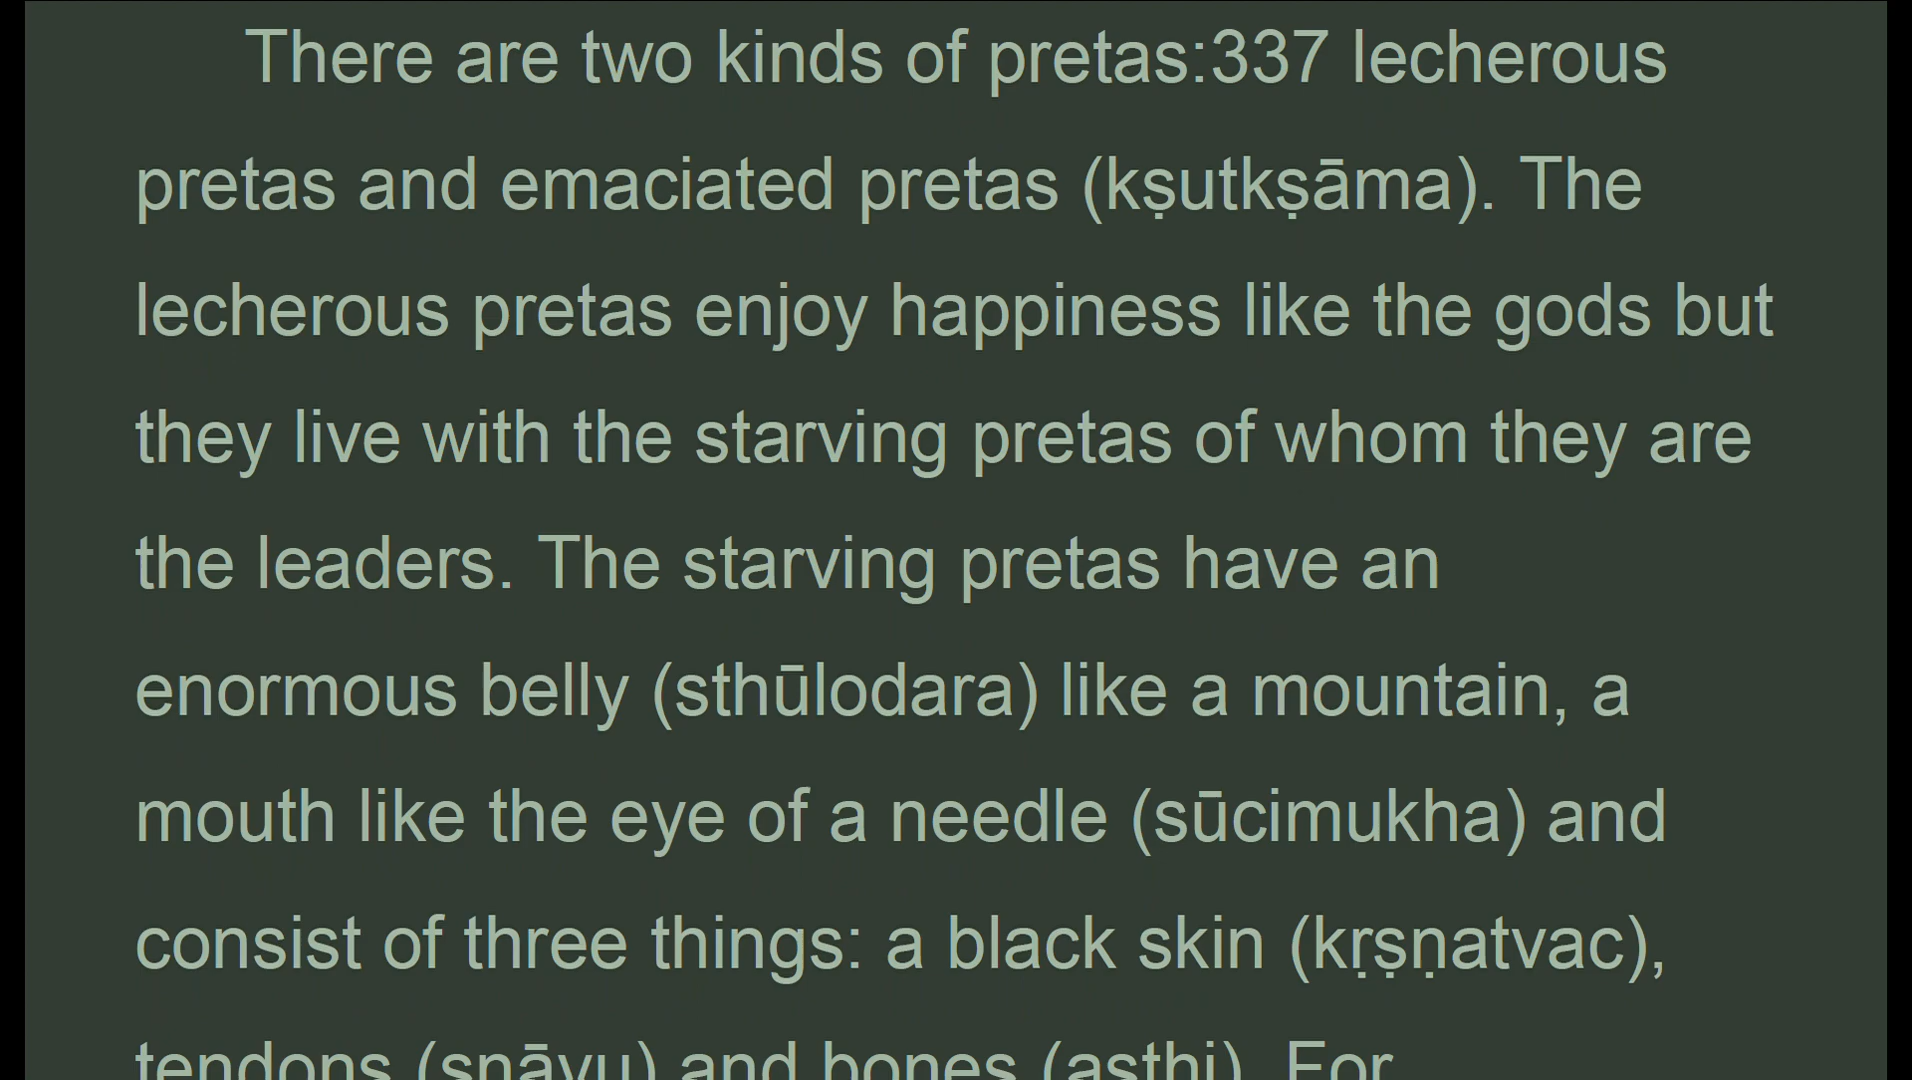 There are two kinds of pretas:337 lecherous
pretas and emaciated pretas (kṣutkṣāma). The
lecherous pretas enjoy happiness like the gods but
they live with the starving pretas of whom they are
the leaders. The starving pretas have an
enormous belly (sthūlodara) like a mountain, a
mouth like the eye of a needle (sūcimukha) and
consist of three things: a black skin (kṛṣṇatvac),
tendons (snāyu) and bones (asthi). For